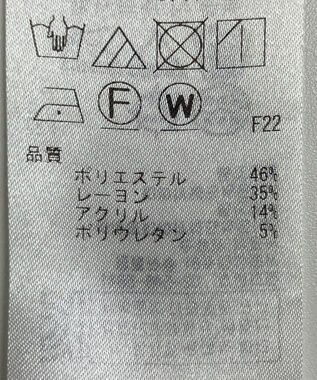 F W F22
品質
ポリエステル 46%
レーヨン 35%
アクリル 14%
ポリウレタン 5%